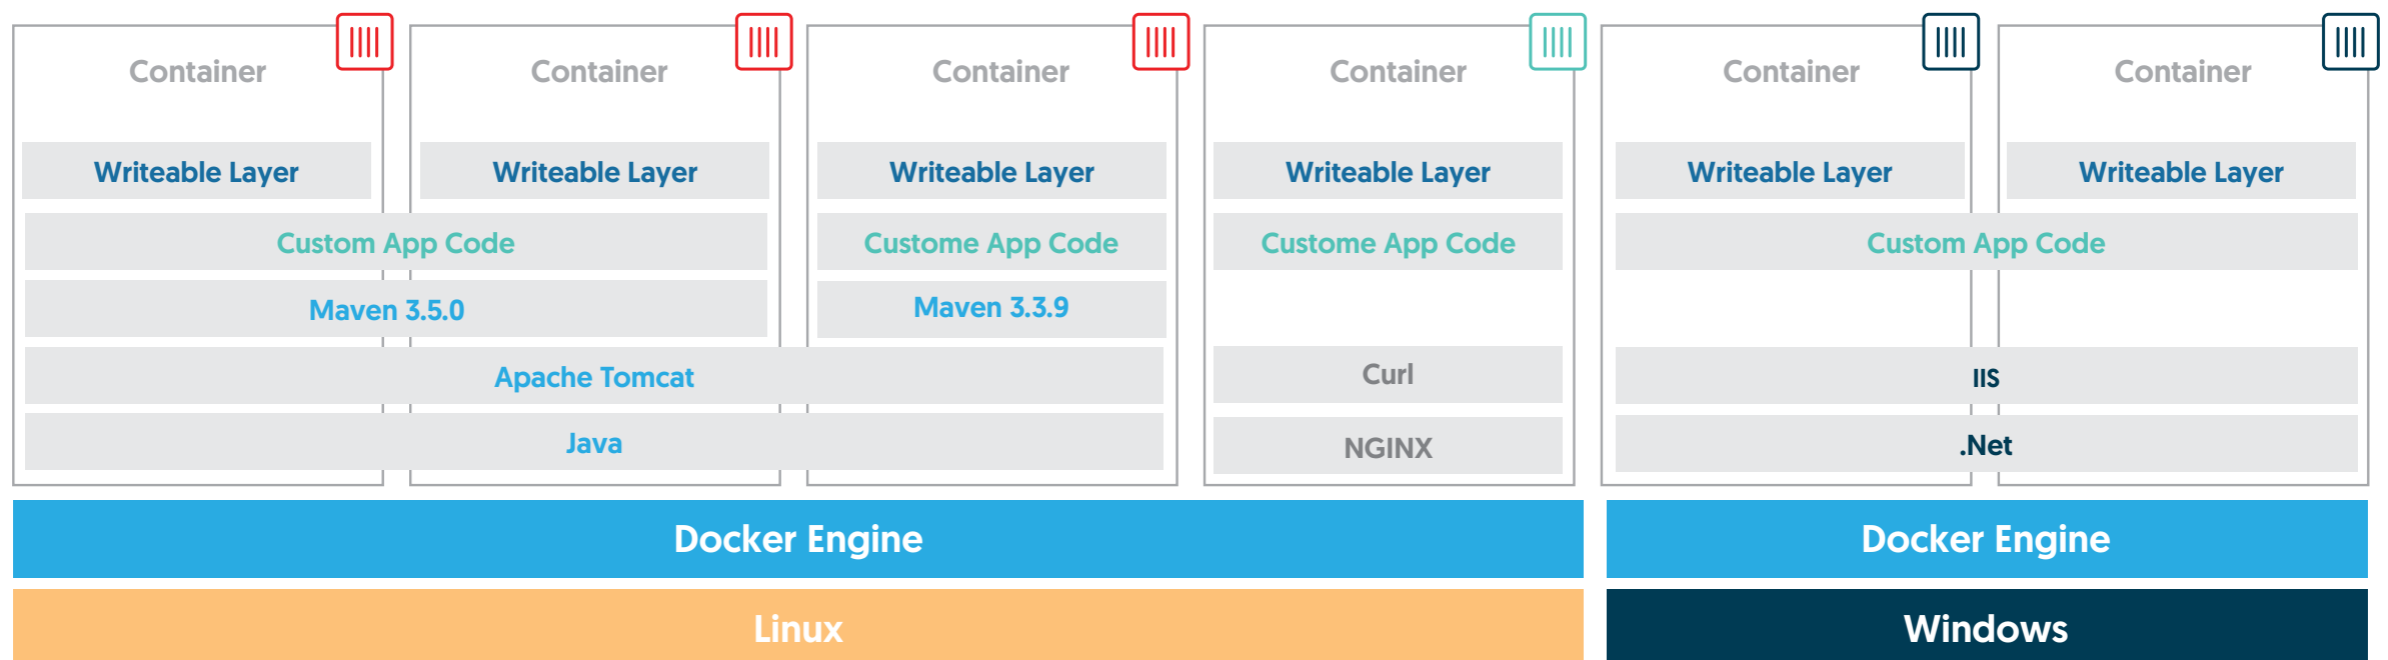 Container
Container
Container
Container
Container
Container
Writeable Layer
Writeable Layer
Writeable Layer
Writeable Layer
Writeable Layer
Writeable Layer
Custom App Code
Custome App Code
Custome App Code
Custom App Code
Maven 3.5.0
Maven 3.3.9
Apache Tomcat
Curl
IIS
Java
NGINX
.Net
Docker Engine
Docker Engine
Linux
Windows